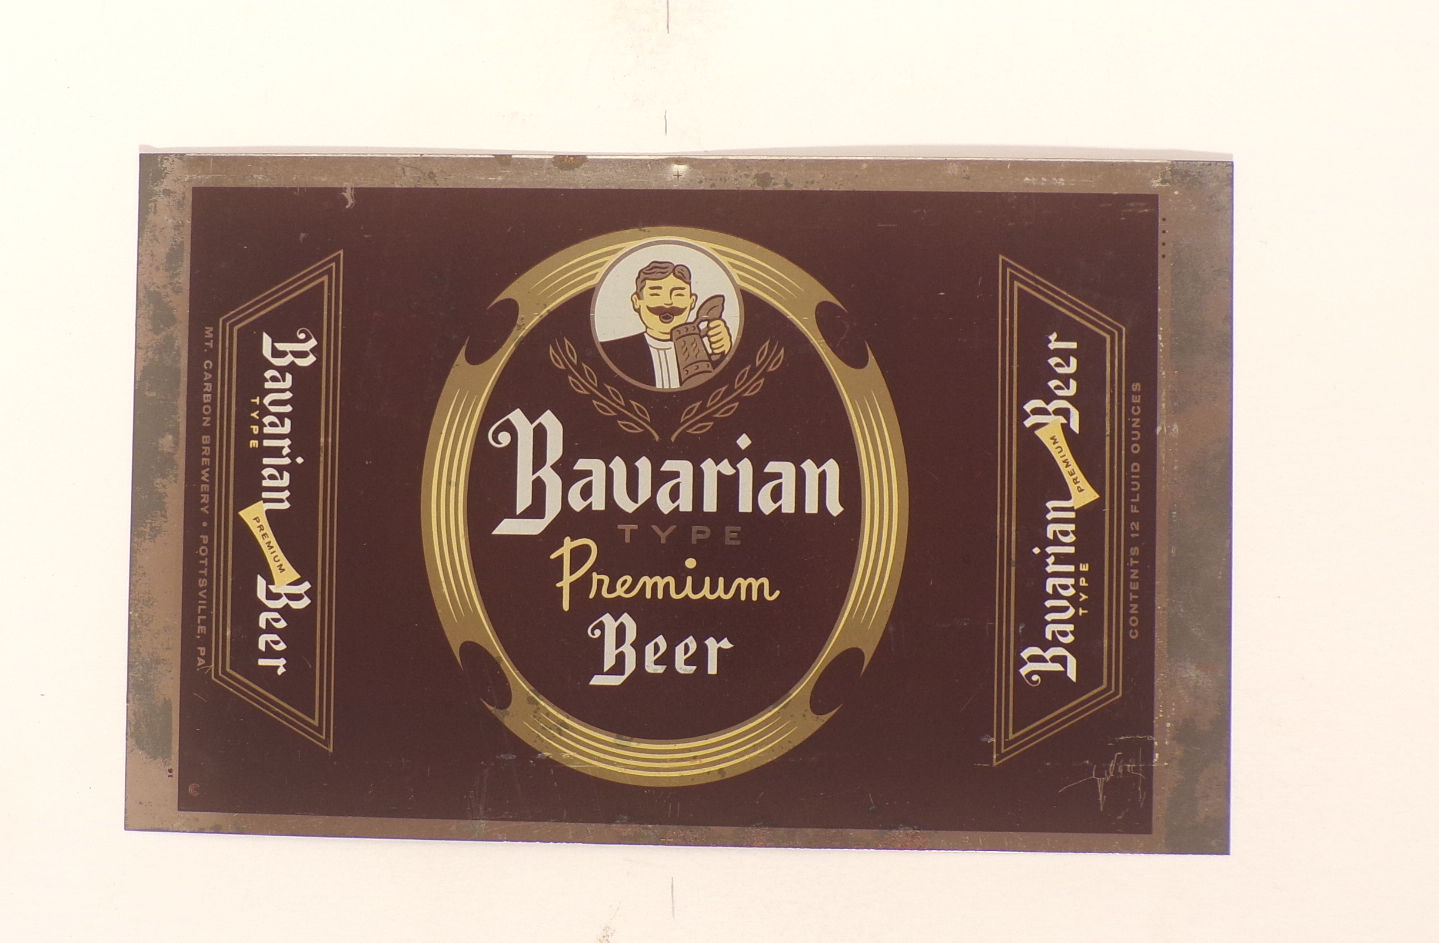 MT. CARBON BREWERY • POTTSVILLE, PA.
Bavarian
TYPE
PREMIUM
Beer
Bavarian
TYPE
Premium
Beer
Bavarian
TYPE
PREMIUM
Beer
CONTENTS 12 FLUID OUNCES